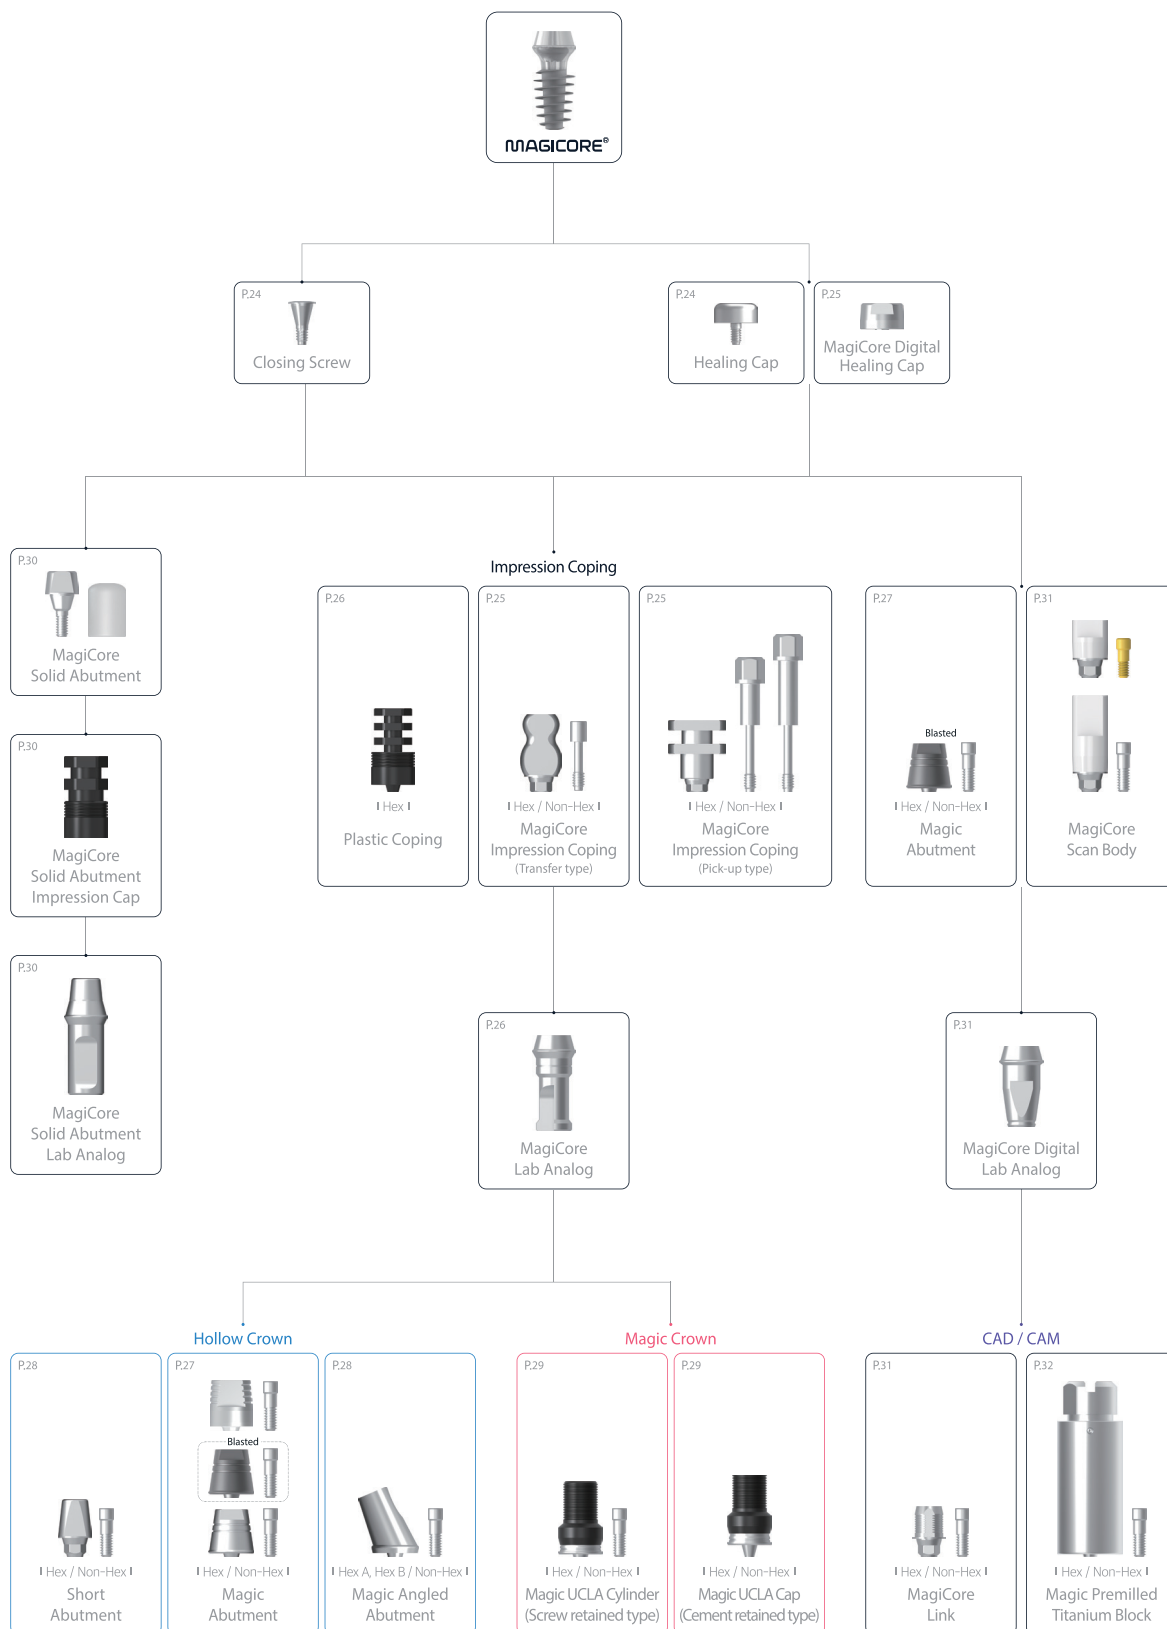 MAGICORE®
P.24
Closing Screw
P.24
Healing Cap
P.25
MagiCore Digital
Healing Cap
P.30
MagiCore
Solid Abutment
P.30
MagiCore
Solid Abutment
Impression Cap
P.30
MagiCore
Solid Abutment
Lab Analog
Impression Coping
P.26
Hex
Plastic Coping
P.25
Hex / Non-Hex
MagiCore
Impression Coping
(Transfer type)
P.25
Hex / Non-Hex
MagiCore
Impression Coping
(Pick-up type)
P.27
Blasted
Hex / Non-Hex
Magic
Abutment
P.31
MagiCore
Scan Body
P.26
MagiCore
Lab Analog
P.31
MagiCore Digital
Lab Analog
Hollow Crown
P.28
Hex / Non-Hex
Short
Abutment
P.27
Blasted
Hex / Non-Hex
Magic
Abutment
P.28
Hex A, Hex B / Non-Hex
Magic Angled
Abutment
Magic Crown
P.29
Hex / Non-Hex
Magic UCLA Cylinder
(Screw retained type)
P.29
Hex / Non-Hex
Magic UCLA Cap
(Cement retained type)
CAD / CAM
P.31
Hex / Non-Hex
MagiCore
Link
P.32
Hex / Non-Hex
Magic Premilled
Titanium Block